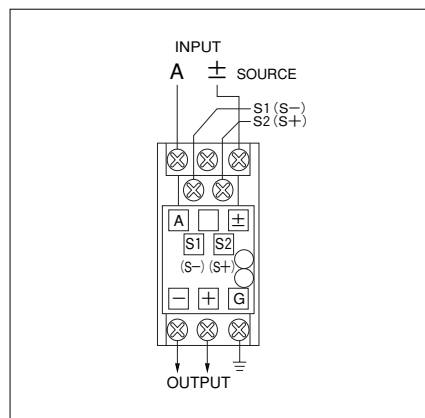 INPUT
A ± SOURCE
S1 (S−)
S2 (S+)
A ±
S1 S2
(S−) (S+)
− + G
OUTPUT